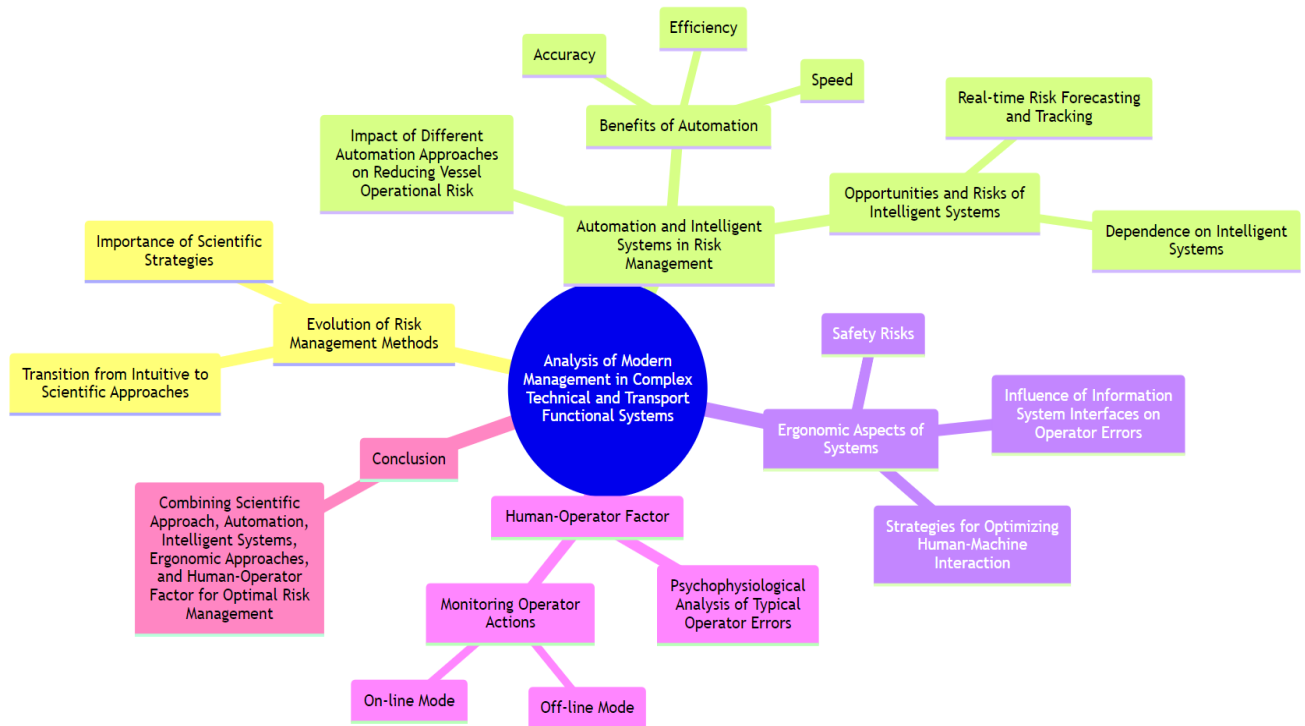 Efficiency
Accuracy
Speed
Benefits of Automation
Real-time Risk Forecasting
and Tracking
Impact of Different
Automation Approaches
on Reducing Vessel
Operational Risk
Opportunities and Risks of
Intelligent Systems
Automation and Intelligent
Systems in Risk
Management
Dependence on Intelligent
Systems
Importance of Scientific
Strategies
Evolution of Risk
Management Methods
Transition from Intuitive to
Scientific Approaches
Analysis of Modern
Management in Complex
Technical and Transport
Functional Systems
Safety Risks
Ergonomic Aspects of
Systems
Influence of Information
System Interfaces on
Operator Errors
Strategies for Optimizing
Human-Machine
Interaction
Conclusion
Combining Scientific
Approach, Automation,
Intelligent Systems,
Ergonomic Approaches,
and Human-Operator
Factor for Optimal Risk
Management
Human-Operator Factor
Monitoring Operator
Actions
Psychophysiological
Analysis of Typical
Operator Errors
On-line Mode
Off-line Mode